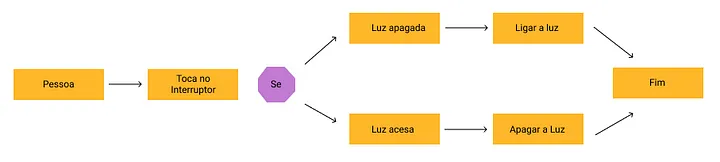 Pessoa
Toca no
Interruptor
Se
Luz apagada
Ligar a luz
Luz acesa
Apagar a Luz
Fim